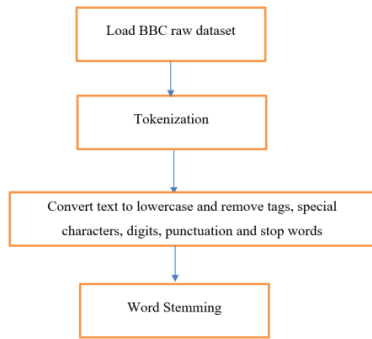 Load BBC raw dataset
Tokenization
Convert text to lowercase and remove tags, special
characters, digits, punctuation and stop words
Word Stemming